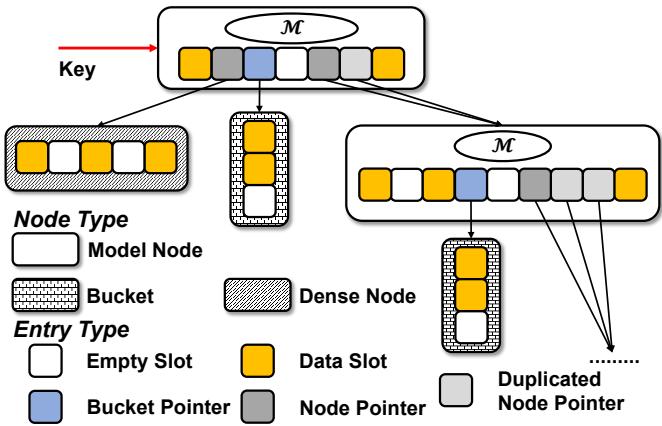 ℳ
Key
ℳ
Node Type
Model Node
Bucket
Dense Node
Entry Type
Empty Slot
Data Slot
Duplicated
Node Pointer
Bucket Pointer
Node Pointer
.........